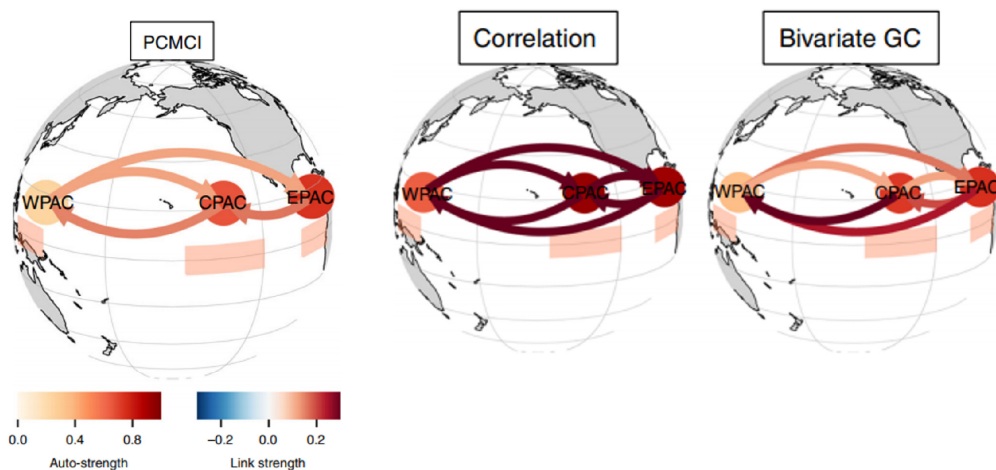 PCMCI
Correlation
Bivariate GC
WPAC
CPAC
EPAC
WPAC
CPAC
EPAC
WPAC
CPAC
EPAC
0.0 0.4 0.8
Auto-strength
−0.2 0.0 0.2
Link strength